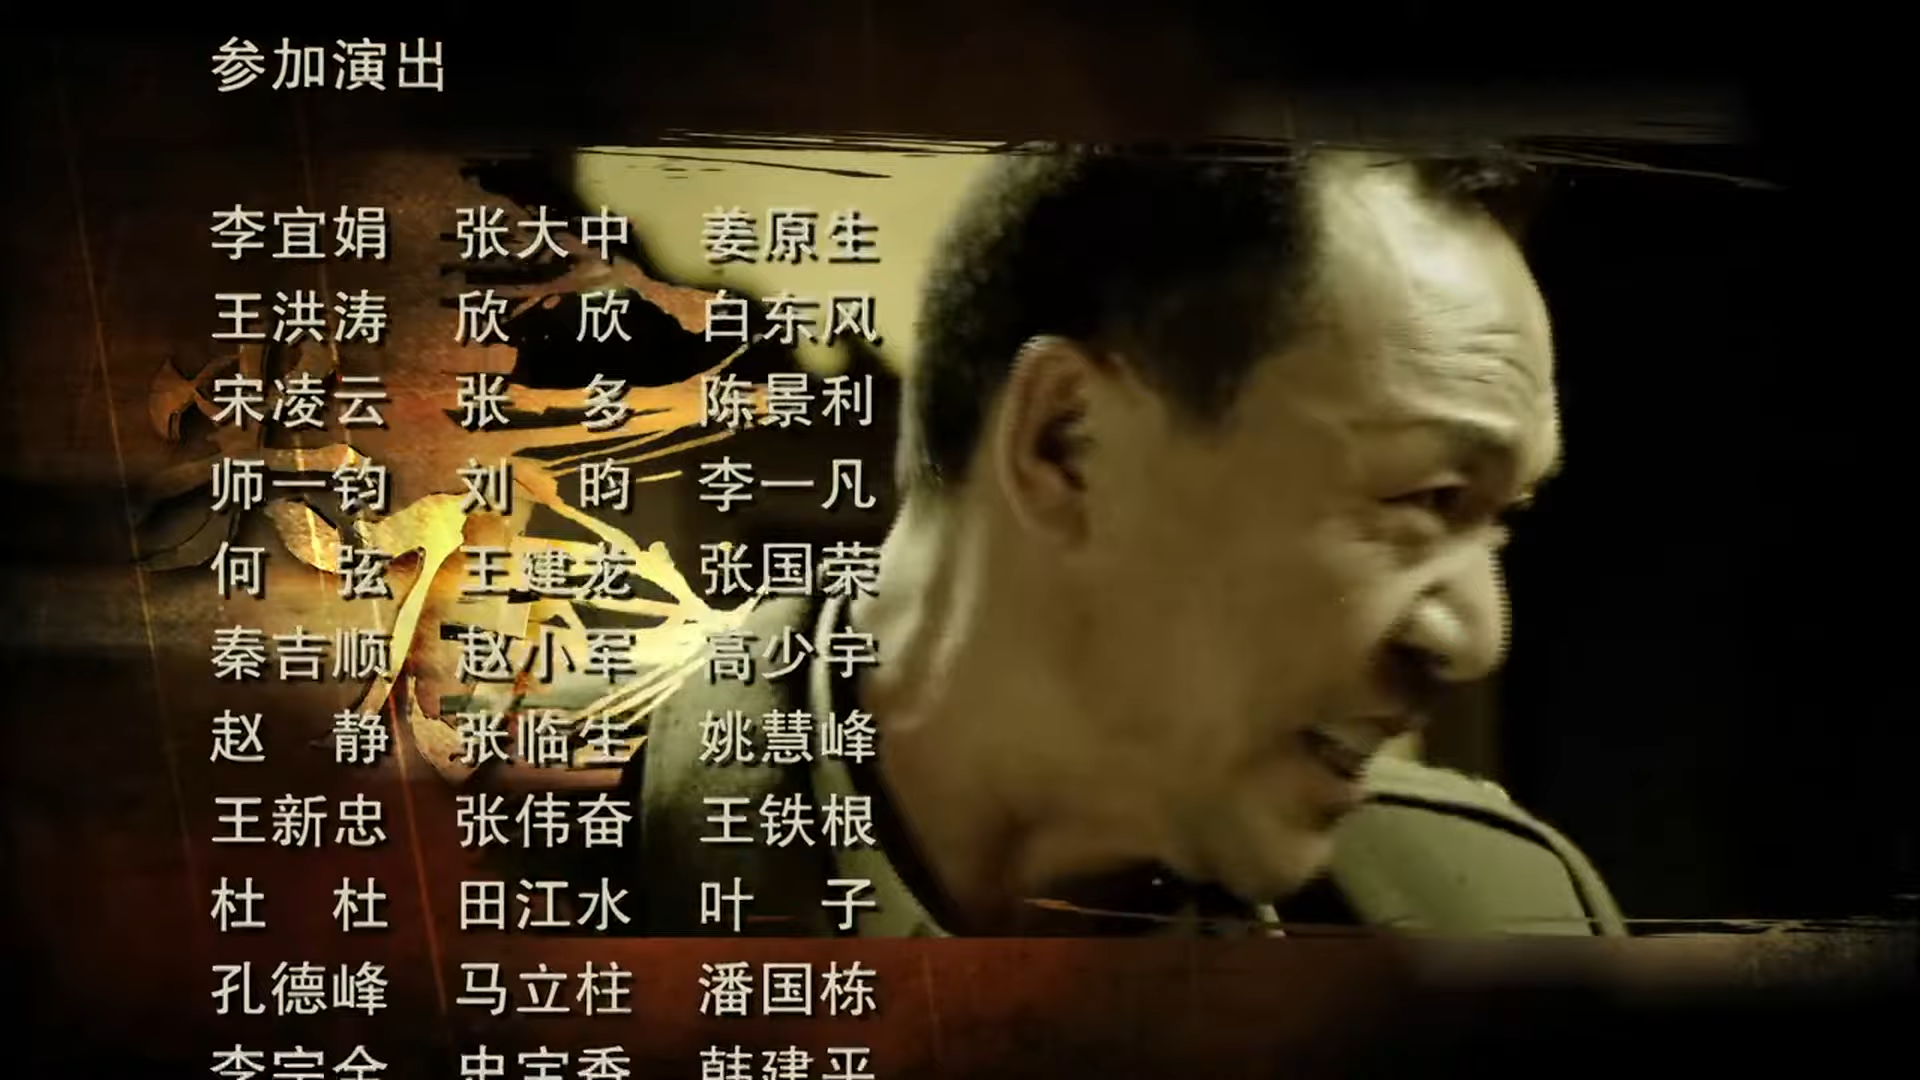 参加演出
李宜娟 张大中 姜原生
王洪涛 欣 欣 白东风
宋凌云 张 多 陈景利
师一钧 刘 昀 李一凡
何 弦 王建龙 张国荣
秦吉顺 赵小军 高少宇
赵 静 张临生 姚慧峰
王新忠 张伟奋 王铁根
杜 杜 田江水 叶 子
孔德峰 马立柱 潘国栋
韩建平